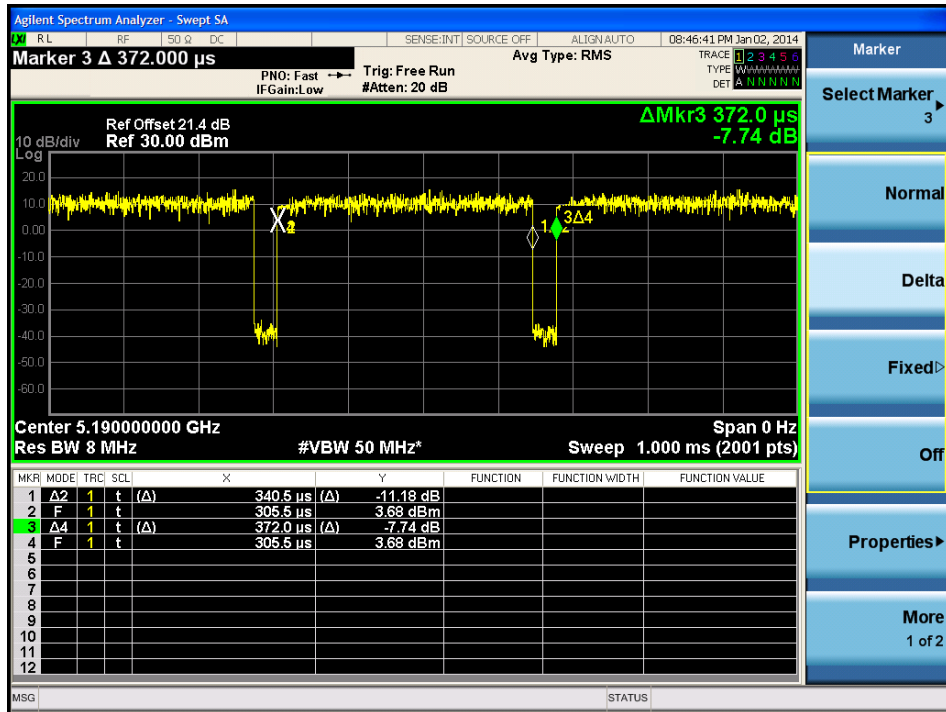 Agilent Spectrum Analyzer - Swept SA
LXI RL RF 50 Ω DC SENSE:INT SOURCE OFF ALIGN AUTO 08:46:41 PM Jan 02, 2014
Marker 3 Δ 372.000 µs
PNO: Fast
IFGain:Low
Trig: Free Run
#Atten: 20 dB
Avg Type: RMS
TRACE 1 2 3 4 5 6
TYPE W
DET A N N N N N
ΔMkr3 372.0 µs
-7.74 dB
Ref Offset 21.4 dB
10 dB/div Ref 30.00 dBm
Log
20.0
10.0
0.00
-10.0
-20.0
-30.0
-40.0
-50.0
-60.0
3Δ4
Center 5.190000000 GHz Span 0 Hz
Res BW 8 MHz #VBW 50 MHz* Sweep 1.000 ms (2001 pts)
MKR MODE TRC SCL X Y FUNCTION FUNCTION WIDTH FUNCTION VALUE
1 Δ2 1 t (Δ) 340.5 µs (Δ) -11.18 dB
2 F 1 t 305.5 µs 3.68 dBm
3 Δ4 1 t (Δ) 372.0 µs (Δ) -7.74 dB
4 F 1 t 305.5 µs 3.68 dBm
5
6
7
8
9
10
11
12
MSG STATUS
Marker
Select Marker
3
Normal
Delta
Fixed
Off
Properties
More
1 of 2